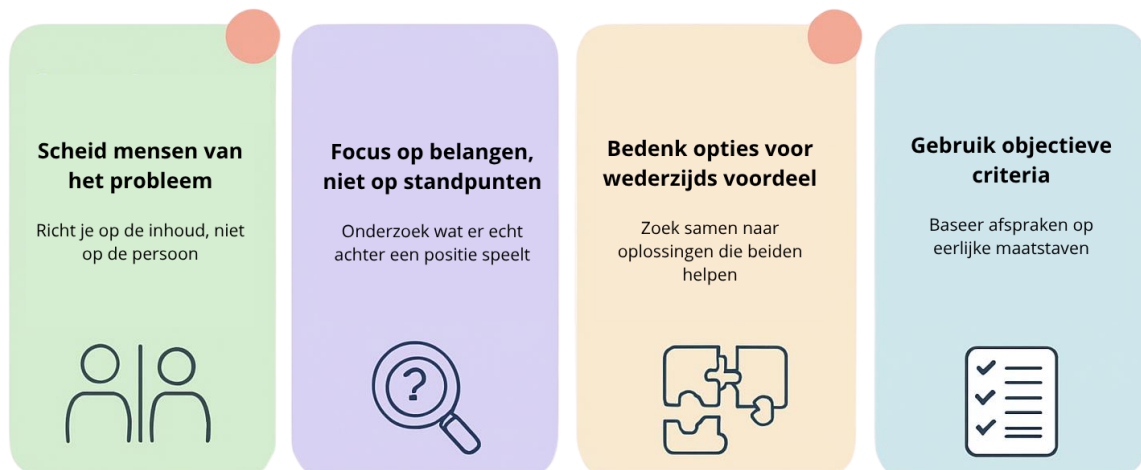 Scheid mensen van
het probleem
Richt je op de inhoud, niet
op de persoon
Focus op belangen,
niet op standpunten
Onderzoek wat er echt
achter een positie speelt
?
Bedenk opties voor
wederzijds voordeel
Zoek samen naar
oplossingen die beiden
helpen
Gebruik objectieve
criteria
Baseer afspraken op
eerlijke maatstaven